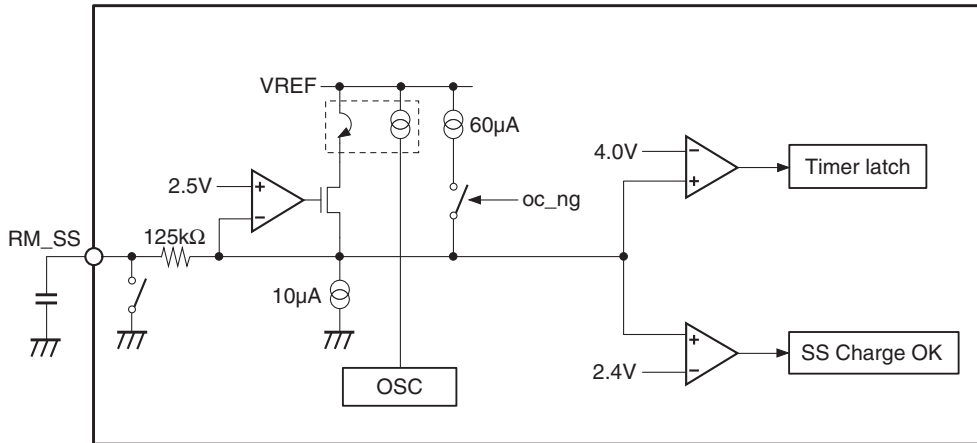 VREF
60µA
4.0V
Timer latch
2.5V
oc_ng
RM_SS
125kΩ
10µA
SS Charge OK
2.4V
OSC